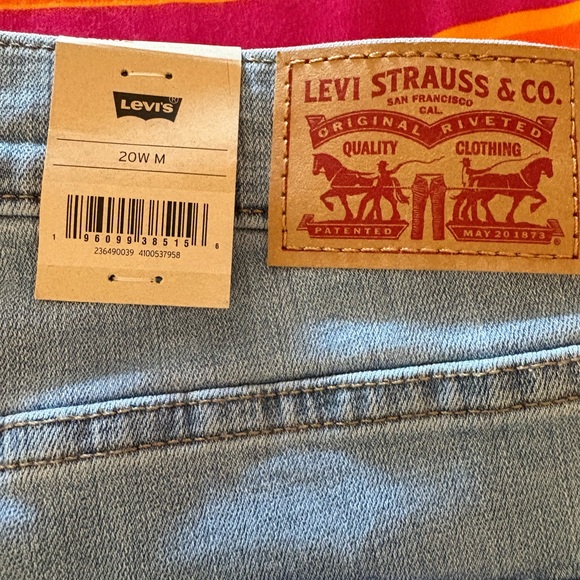 LEVI'S®
20W M
1 96099 38515 6
236490039 4100537958
LEVI STRAUSS & CO.
SAN FRANCISCO
CAL.
ORIGINAL RIVETED
QUALITY CLOTHING
PATENTED MAY 20 1873
®